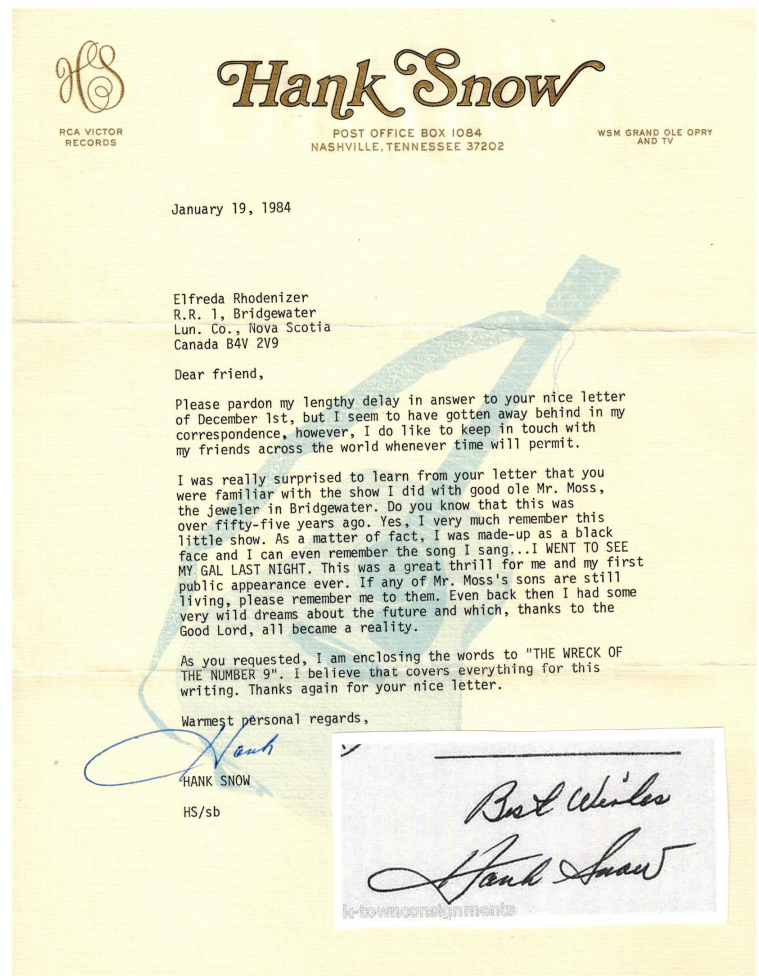 HS
RCA VICTOR
RECORDS
Hank Snow
POST OFFICE BOX 1084
NASHVILLE, TENNESSEE 37202
WSM GRAND OLE OPRY
AND TV
January 19, 1984
Elfreda Rhodenizer
R.R. 1, Bridgewater
Lun. Co., Nova Scotia
Canada B4V 2V9
Dear friend,
Please pardon my lengthy delay in answer to your nice letter
of December 1st, but I seem to have gotten away behind in my
correspondence, however, I do like to keep in touch with
my friends across the world whenever time will permit.
I was really surprised to learn from your letter that you
were familiar with the show I did with good ole Mr. Moss,
the jeweler in Bridgewater. Do you know that this was
over fifty-five years ago. Yes, I very much remember this
little show. As a matter of fact, I was made-up as a black
face and I can even remember the song I sang...I WENT TO SEE
MY GAL LAST NIGHT. This was a great thrill for me and my first
public appearance ever. If any of Mr. Moss's sons are still
living, please remember me to them. Even back then I had some
very wild dreams about the future and which, thanks to the
Good Lord, all became a reality.
As you requested, I am enclosing the words to "THE WRECK OF
THE NUMBER 9". I believe that covers everything for this
writing. Thanks again for your nice letter.
Warmest personal regards,
Hank
HANK SNOW
HS/sb
Best Wishes
Hank Snow
k-townconsignments